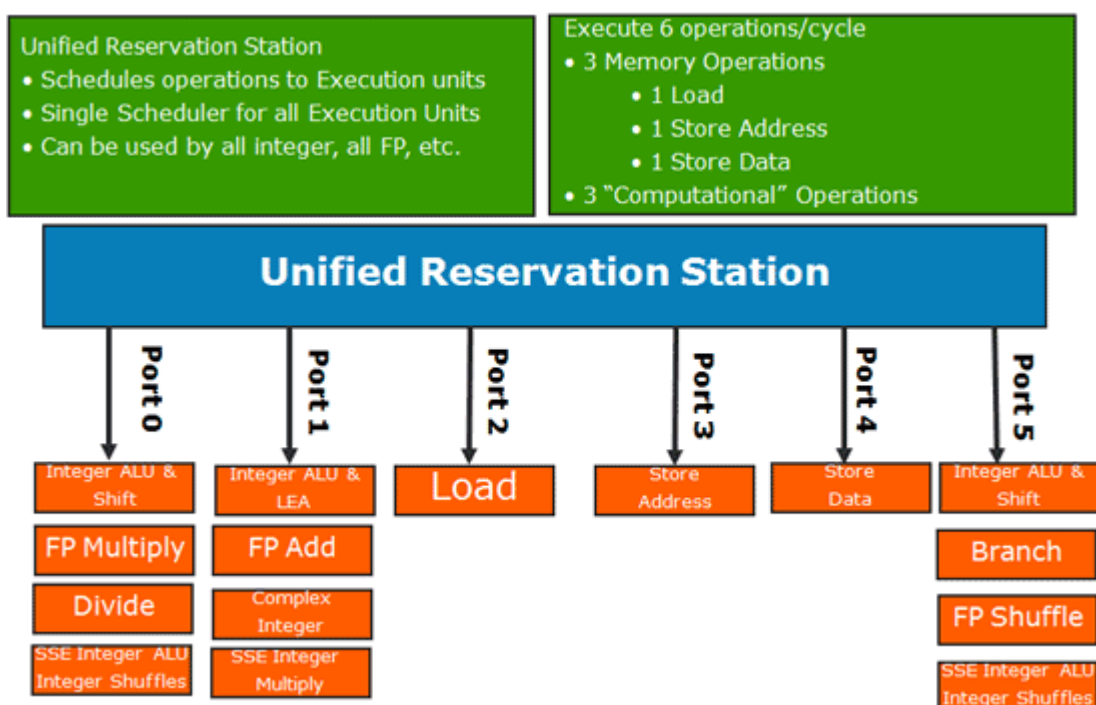 Unified Reservation Station
• Schedules operations to Execution units
• Single Scheduler for all Execution Units
• Can be used by all integer, all FP, etc.
Execute 6 operations/cycle
• 3 Memory Operations
• 1 Load
• 1 Store Address
• 1 Store Data
• 3 "Computational" Operations
Unified Reservation Station
Port 0
Port 1
Port 2
Port 3
Port 4
Port 5
Integer ALU &
Shift
FP Multiply
Divide
SSE Integer ALU
Integer Shuffles
Integer ALU &
LEA
FP Add
Complex
Integer
SSE Integer
Multiply
Load
Store
Address
Store
Data
Integer ALU &
Shift
Branch
FP Shuffle
SSE Integer ALU
Integer Shuffles